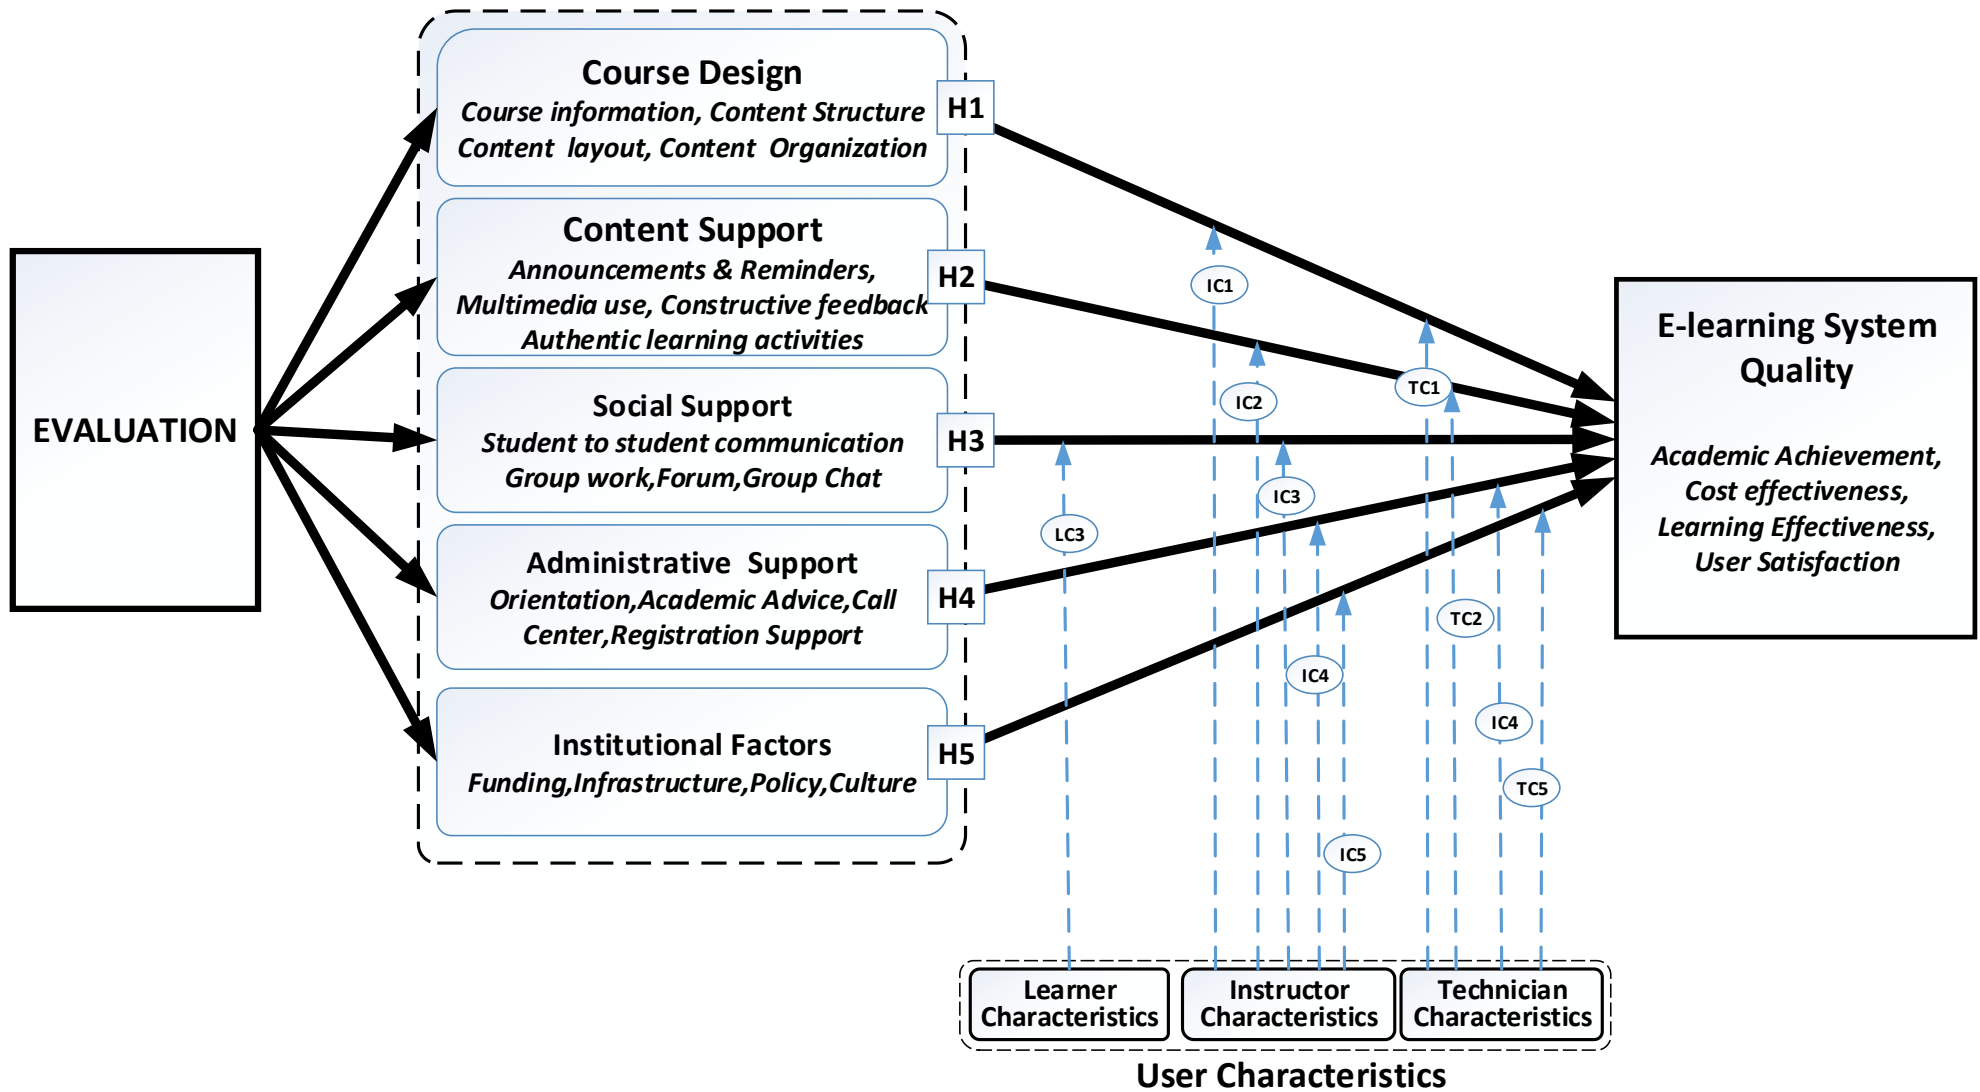 EVALUATION
Course Design
Course information, Content Structure
Content layout, Content Organization
H1
Content Support
Announcements & Reminders,
Multimedia use, Constructive feedback
Authentic learning activities
H2
Social Support
Student to student communication
Group work,Forum,Group Chat
H3
Administrative Support
Orientation,Academic Advice,Call
Center,Registration Support
H4
Institutional Factors
Funding,Infrastructure,Policy,Culture
H5
IC1
TC1
IC2
IC3
LC3
TC2
IC4
IC4
TC5
IC5
E-learning System
Quality
Academic Achievement,
Cost effectiveness,
Learning Effectiveness,
User Satisfaction
Learner
Characteristics
Instructor
Characteristics
Technician
Characteristics
User Characteristics